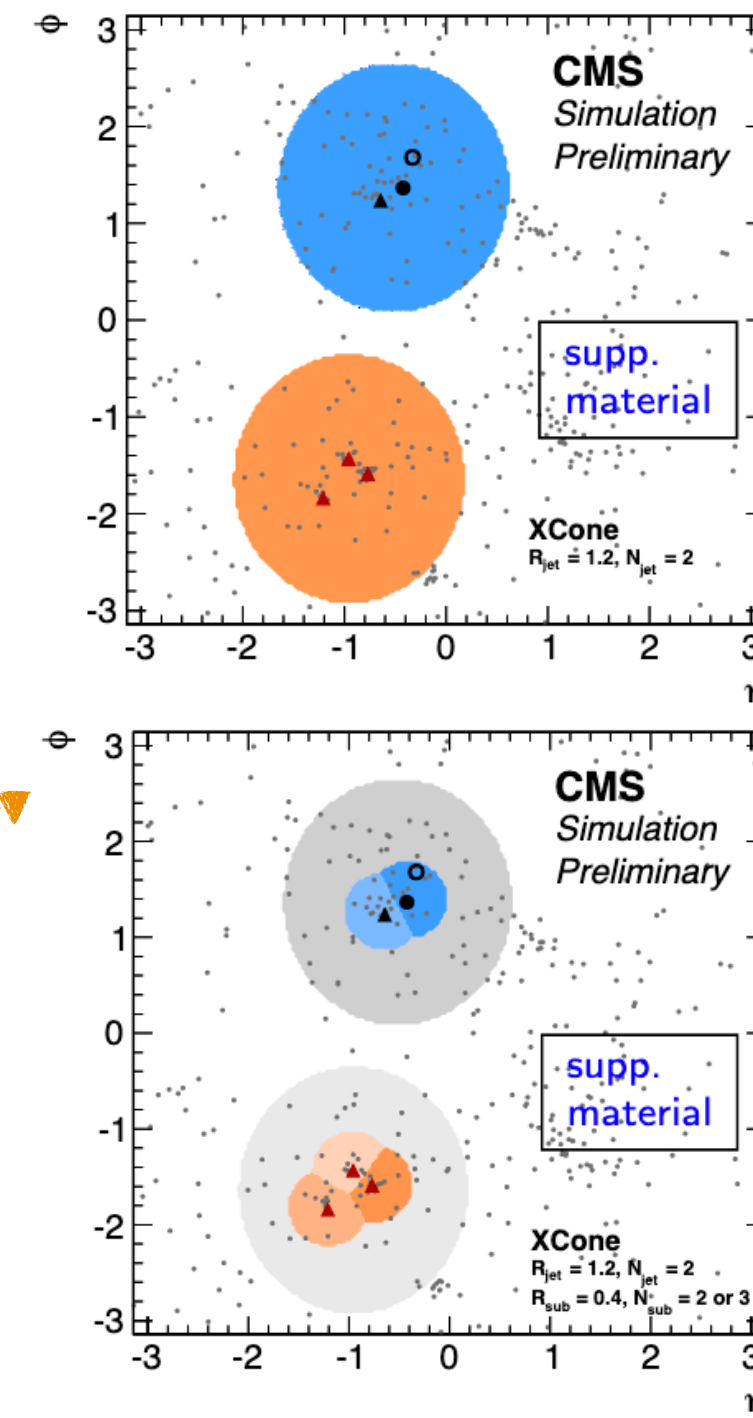 ϕ
3
CMS
Simulation
Preliminary
2
1
0
supp.
material
-1
-2
XCone
R_jet = 1.2, N_jet = 2
-3
-3 -2 -1 0 1 2 3
η
ϕ
3
CMS
Simulation
Preliminary
2
1
0
supp.
material
-1
-2
XCone
R_jet = 1.2, N_jet = 2
R_sub = 0.4, N_sub = 2 or 3
-3
-3 -2 -1 0 1 2 3
η